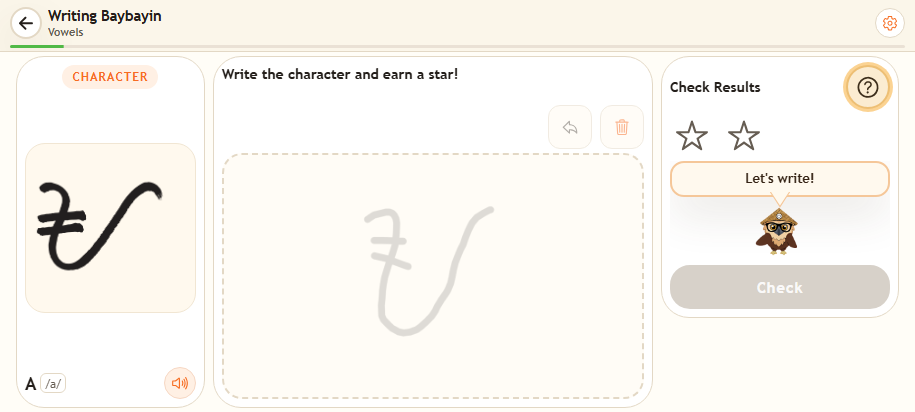 Writing Baybayin
Vowels
CHARACTER
ᜀ
A /a/
Write the character and earn a star!
Check Results
?
Let's write!
Check